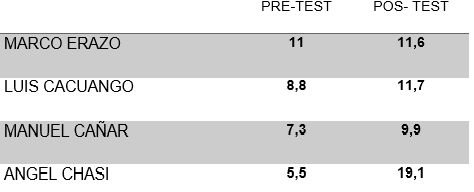 PRE-TEST POS- TEST
MARCO ERAZO 11 11,6
LUIS CACUANGO 8,8 11,7
MANUEL CAÑAR 7,3 9,9
ANGEL CHASI 5,5 19,1